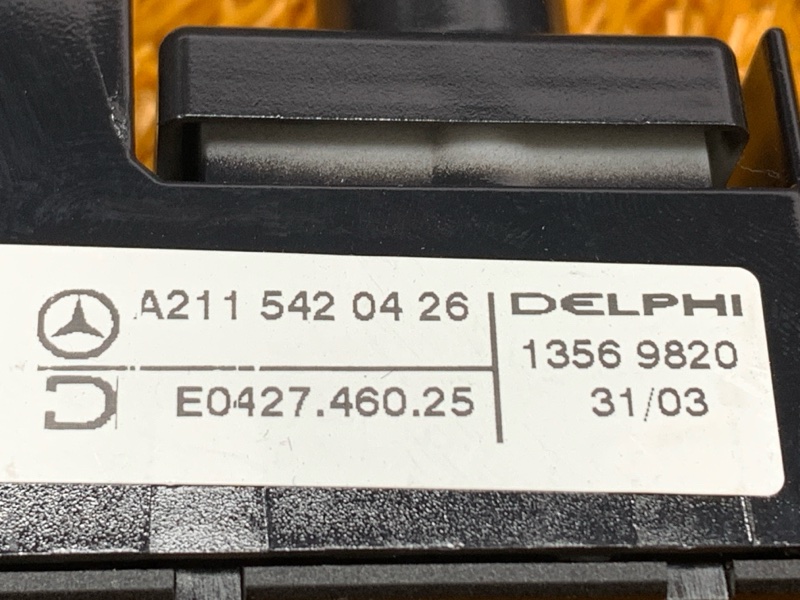 A211 542 04 26
E0427.460.25
DELPHI
1356 9820
31/03